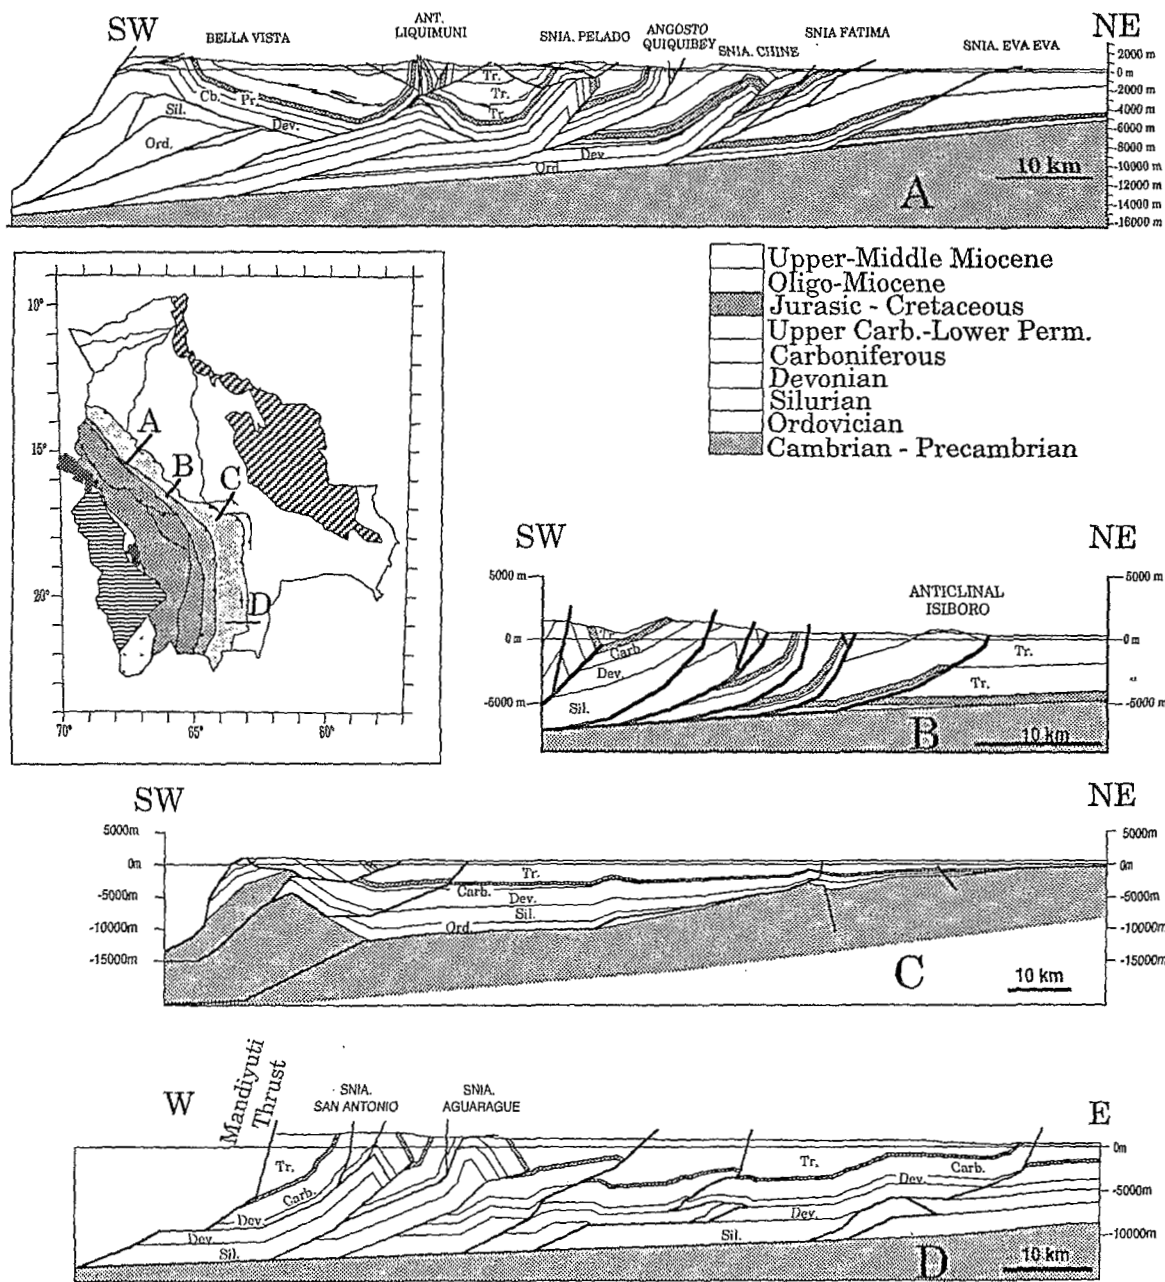 SW
BELLA VISTA
ANT.
LIQUIMUNI
SNIA. PELADO
ANGOSTO
QUIQUIBEY
SNIA. CHINE
SNIA FATIMA
SNIA. EVA EVA
NE
2000 m
0 m
-2000 m
-4000 m
-6000 m
-8000 m
-10000 m
-12000 m
-14000 m
-16000 m
Cb.
Pr.
Sil.
Dev.
Ord.
Tr.
Tr.
Tr.
Dev.
Ord.
10 km
A
Upper-Middle Miocene
Oligo-Miocene
Jurasic - Cretaceous
Upper Carb.-Lower Perm.
Carboniferous
Devonian
Silurian
Ordovician
Cambrian - Precambrian
10°
15°
20°
70°
65°
60°
A
B
C
D
SW
NE
5000 m
0 m
-5000 m
ANTICLINAL
ISIBORO
5000 m
0 m
-5000 m
Tr.
Carb.
Dev.
Sil.
Tr.
Tr.
B
10 km
SW
NE
5000m
0m
-5000m
-10000m
-15000m
5000m
0m
-5000m
-10000m
-15000m
Tr.
Carb.
Dev.
Sil.
Ord.
C
10 km
W
Mandiyuti
Thrust
SNIA.
SAN ANTONIO
SNIA.
AGUARAGUE
E
0m
-5000m
-10000m
Tr.
Carb.
Dev.
Dev.
Sil.
Tr.
Carb.
Dev.
Dev.
Sil.
D
10 km